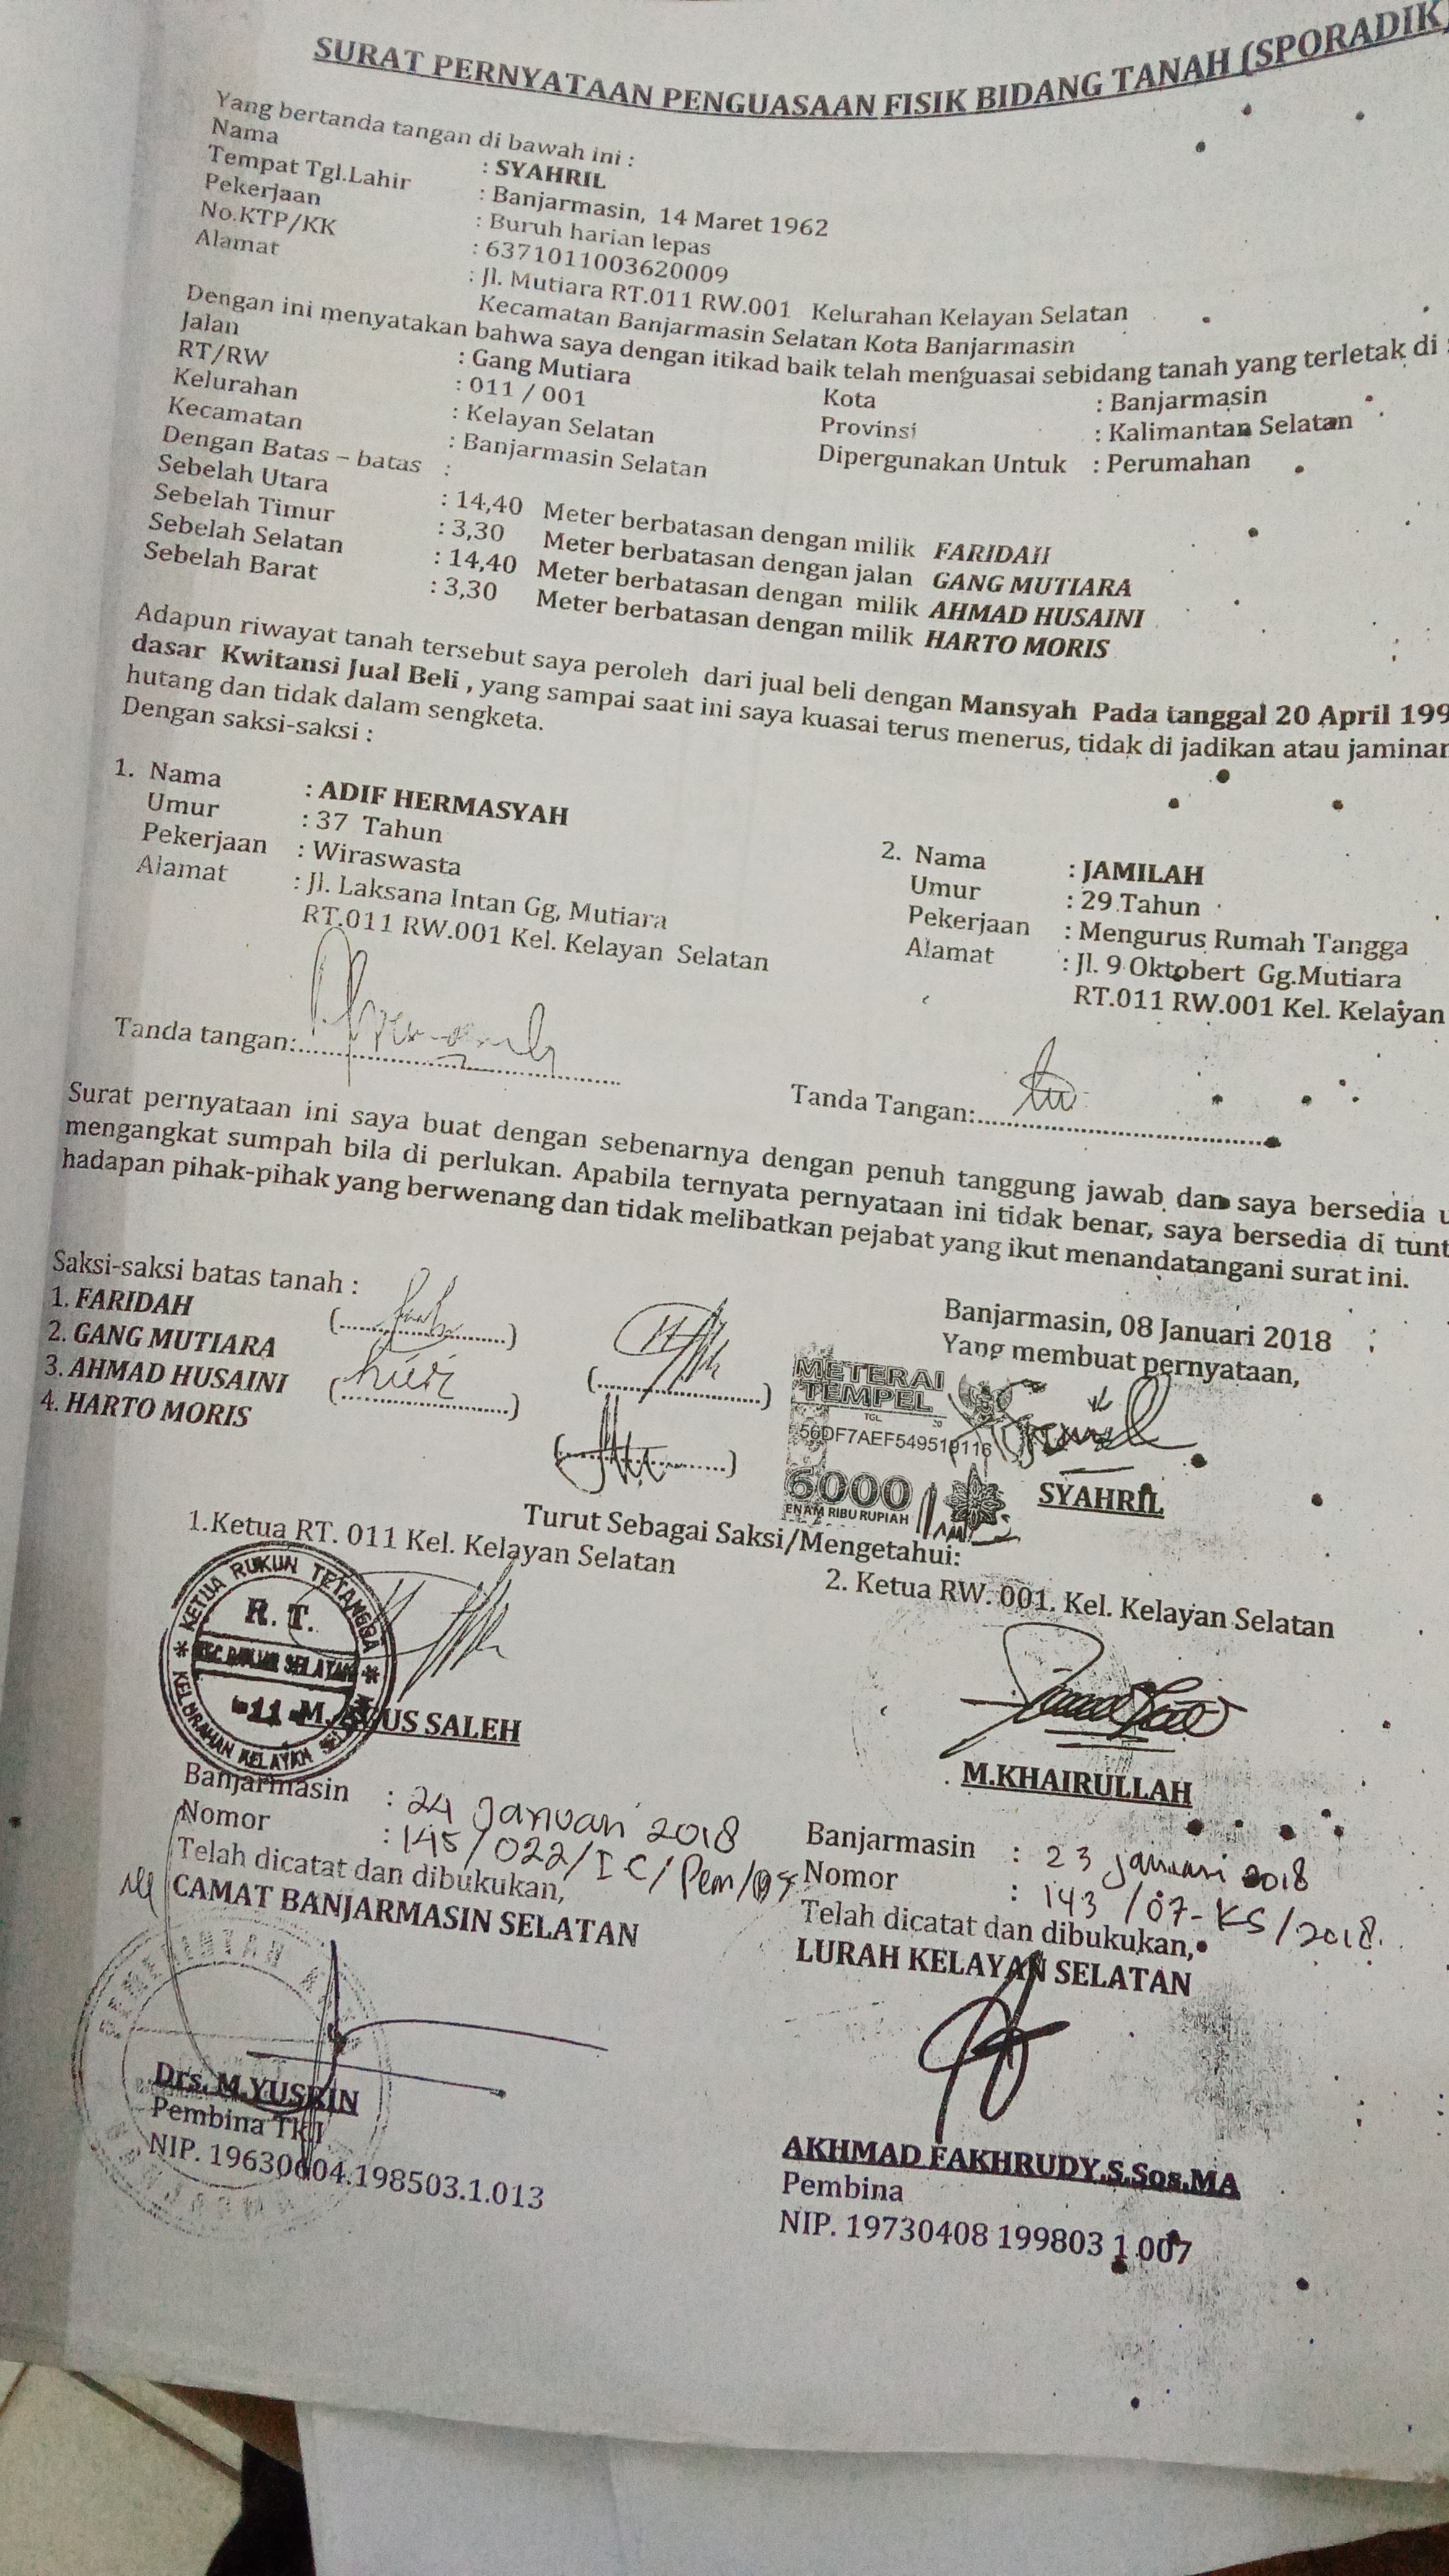 SURAT PERNYATAAN PENGUASAAN FISIK BIDANG TANAH (SPORADIK)
Yang bertanda tangan di bawah ini :
Nama : SYAHRIL
Tempat Tgl.Lahir : Banjarmasin, 14 Maret 1962
Pekerjaan : Buruh harian lepas
No.KTP/KK : 6371011003620009
Alamat : Jl. Mutiara RT.011 RW.001 Kelurahan Kelayan Selatan
Kecamatan Banjarmasin Selatan Kota Banjarmasin
Dengan ini menyatakan bahwa saya dengan itikad baik telah menguasai sebidang tanah yang terletak di :
Jalan : Gang Mutiara Kota : Banjarmasin
RT/RW : 011 / 001 Provinsi : Kalimantan Selatan
Kelurahan : Kelayan Selatan Dipergunakan Untuk : Perumahan
Kecamatan : Banjarmasin Selatan
Dengan Batas – batas :
Sebelah Utara : 14,40 Meter berbatasan dengan milik FARIDAH
Sebelah Timur : 3,30 Meter berbatasan dengan jalan GANG MUTIARA
Sebelah Selatan : 14,40 Meter berbatasan dengan milik AHMAD HUSAINI
Sebelah Barat : 3,30 Meter berbatasan dengan milik HARTO MORIS
Adapun riwayat tanah tersebut saya peroleh dari jual beli dengan Mansyah Pada tanggal 20 April 199
dasar Kwitansi Jual Beli , yang sampai saat ini saya kuasai terus menerus, tidak di jadikan atau jaminan
hutang dan tidak dalam sengketa.
Dengan saksi-saksi :
1. Nama : ADIF HERMASYAH
Umur : 37 Tahun
Pekerjaan : Wiraswasta
Alamat : Jl. Laksana Intan Gg, Mutiara
RT.011 RW.001 Kel. Kelayan Selatan
Tanda tangan:
2. Nama : JAMILAH
Umur : 29 Tahun
Pekerjaan : Mengurus Rumah Tangga
Alamat : Jl. 9 Oktobert Gg.Mutiara
RT.011 RW.001 Kel. Kelayan
Tanda Tangan:
Surat pernyataan ini saya buat dengan sebenarnya dengan penuh tanggung jawab dan saya bersedia u
mengangkat sumpah bila di perlukan. Apabila ternyata pernyataan ini tidak benar, saya bersedia di tunt
hadapan pihak-pihak yang berwenang dan tidak melibatkan pejabat yang ikut menandatangani surat ini.
Saksi-saksi batas tanah :
1. FARIDAH
2. GANG MUTIARA
3. AHMAD HUSAINI
4. HARTO MORIS
Banjarmasin, 08 Januari 2018
Yang membuat pernyataan,
METERAI
TEMPEL
TGL 20
56DF7AEF549519116
6000
ENAM RIBU RUPIAH
SYAHRIL
Turut Sebagai Saksi/Mengetahui:
1.Ketua RT. 011 Kel. Kelayan Selatan
KETUA RUKUN TETANGGA
R. T.
11
KELURAHAN KELAYAN
SALEH
2. Ketua RW. 001. Kel. Kelayan Selatan
M.KHAIRULLAH
Banjarmasin : 24 Januari 2018
Nomor : 145/022/IC/Pem/
Telah dicatat dan dibukukan,
CAMAT BANJARMASIN SELATAN
Drs. M.YUSRIN
Pembina Tk.I
NIP. 19630604.198503.1.013
Banjarmasin : 23 januari 2018
Nomor : 143/07-KS/2018.
Telah dicatat dan dibukukan,
LURAH KELAYAN SELATAN
AKHMAD FAKHRUDY.S.Sos.MA
Pembina
NIP. 19730408 199803 1.007